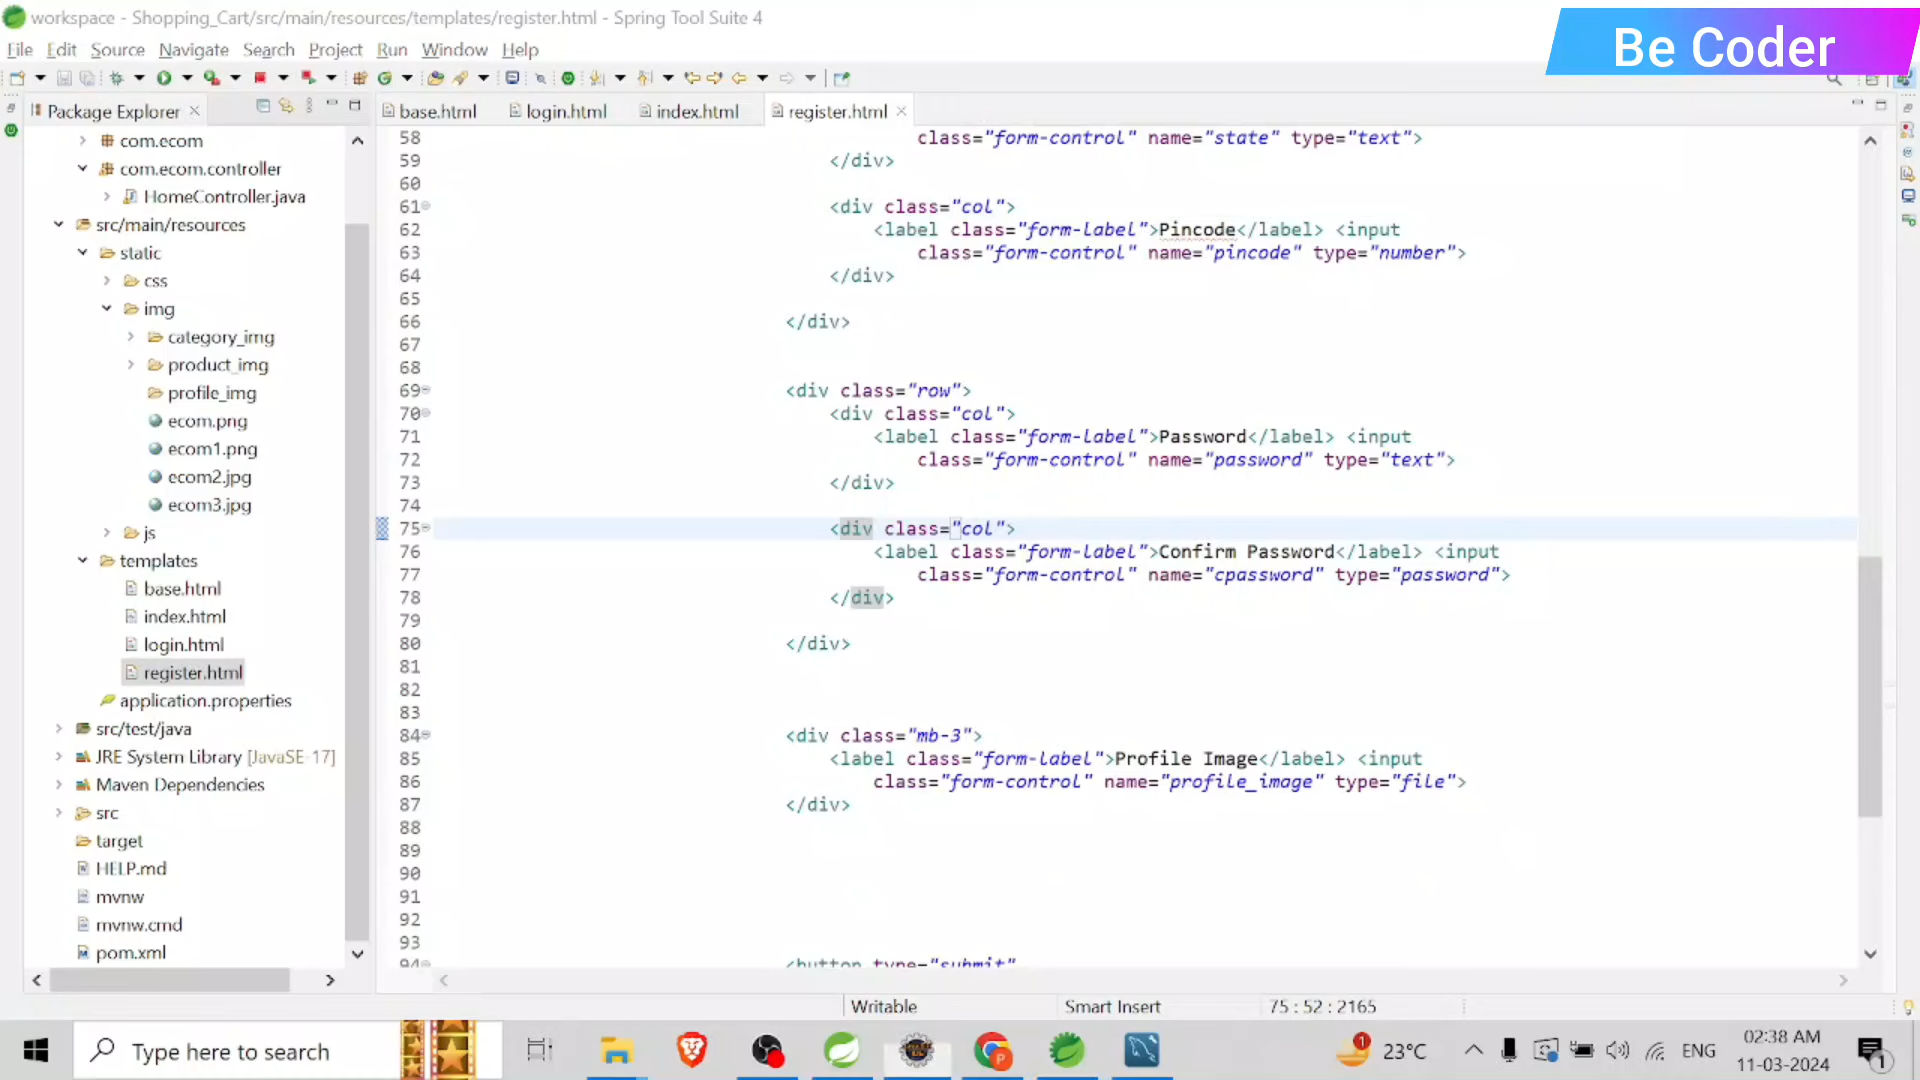 workspace - Shopping_Cart/src/main/resources/templates/register.html - Spring Tool Suite 4
Be Coder
File Edit Source Navigate Search Project Run Window Help
Package Explorer
base.html login.html index.html register.html
com.ecom
com.ecom.controller
HomeController.java
src/main/resources
static
css
img
category_img
product_img
profile_img
ecom.png
ecom1.png
ecom2.jpg
ecom3.jpg
js
templates
base.html
index.html
login.html
register.html
application.properties
src/test/java
JRE System Library [JavaSE-17]
Maven Dependencies
src
target
HELP.md
mvnw
mvnw.cmd
pom.xml
58 class="form-control" name="state" type="text">
59 </div>
60
61 <div class="col">
62 <label class="form-label">Pincode</label> <input
63 class="form-control" name="pincode" type="number">
64 </div>
65
66 </div>
67
68
69 <div class="row">
70 <div class="col">
71 <label class="form-label">Password</label> <input
72 class="form-control" name="password" type="text">
73 </div>
74
75 <div class="col">
76 <label class="form-label">Confirm Password</label> <input
77 class="form-control" name="cpassword" type="password">
78 </div>
79
80 </div>
81
82
83
84 <div class="mb-3">
85 <label class="form-label">Profile Image</label> <input
86 class="form-control" name="profile_image" type="file">
87 </div>
88
89
90
91
92
93
94 <button type="submit"
Writable Smart Insert 75 : 52 : 2165
Type here to search
1 23°C ENG 02:38 AM
11-03-2024
1